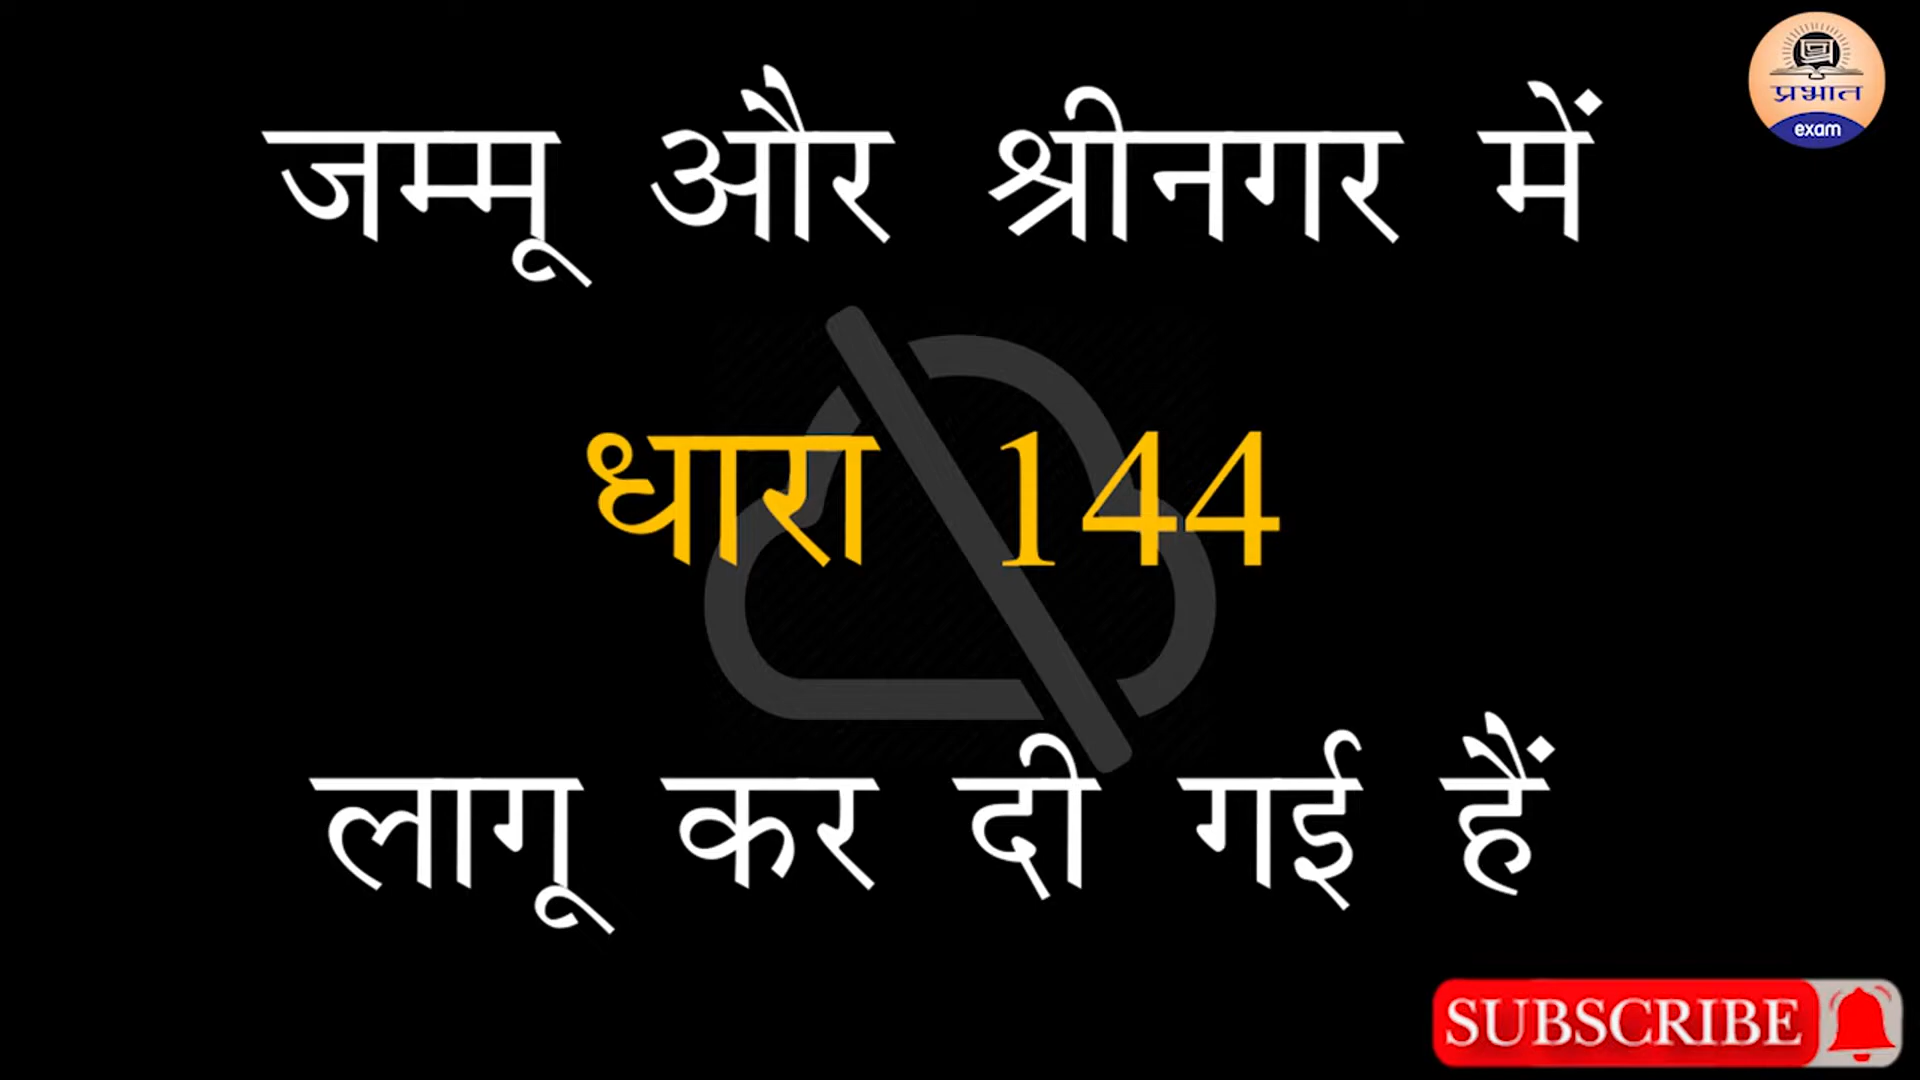 जम्मू और श्रीनगर में
धारा 144
लागू कर दी गई हैं
प्रभात
exam
SUBSCRIBE